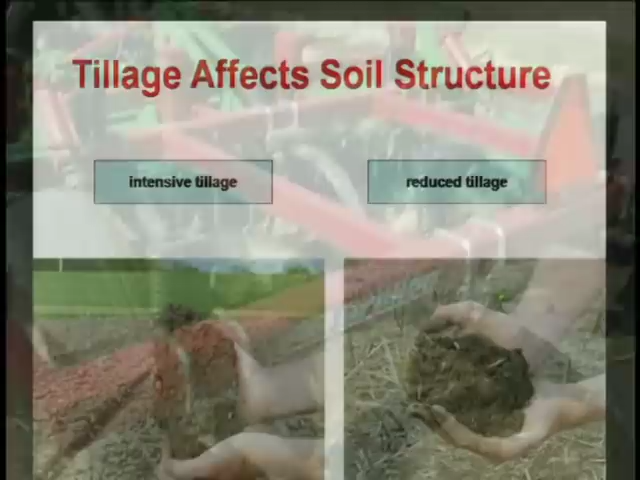 Tillage Affects Soil Structure
intensive tillage
reduced tillage